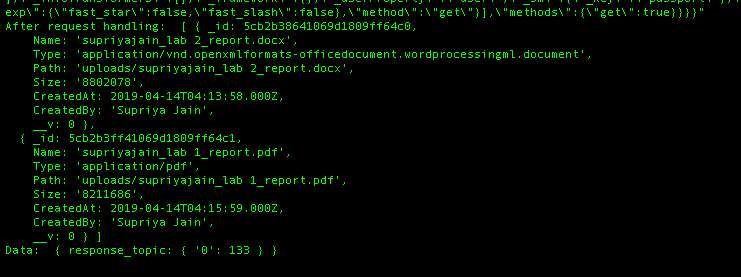 exp\":{\"fast_star\":false,\"fast_slash\":false},\"method\":\"get\"}],\"methods\":{\"get\":true}}}}"
After request handling:  [ { _id: 5cb2b38641069d1809ff64c0,
    Name: 'supriyajain_lab 2_report.docx',
    Type: 'application/vnd.openxmlformats-officedocument.wordprocessingml.document',
    Path: 'uploads/supriyajain_lab 2_report.docx',
    Size: '8802078',
    CreatedAt: 2019-04-14T04:13:58.000Z,
    CreatedBy: 'Supriya Jain',
    __v: 0 },
  { _id: 5cb2b3ff41069d1809ff64c1,
    Name: 'supriyajain_lab 1_report.pdf',
    Type: 'application/pdf',
    Path: 'uploads/supriyajain_lab 1_report.pdf',
    Size: '8211686',
    CreatedAt: 2019-04-14T04:15:59.000Z,
    CreatedBy: 'Supriya Jain',
    __v: 0 } ]
Data:  { response_topic: { '0': 133 } }